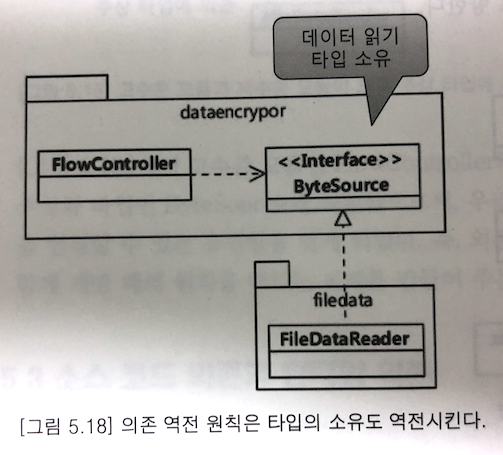 데이터 읽기
타입 소유
dataencrypor
FlowController
<<Interface>>
ByteSource
filedata
FileDataReader
[그림 5.18] 의존 역전 원칙은 타입의 소유도 역전시킨다.